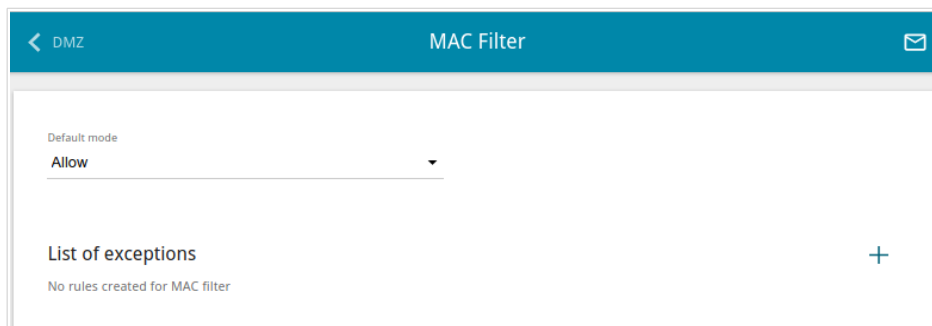 DMZ
MAC Filter
Default mode
Allow
List of exceptions
No rules created for MAC filter